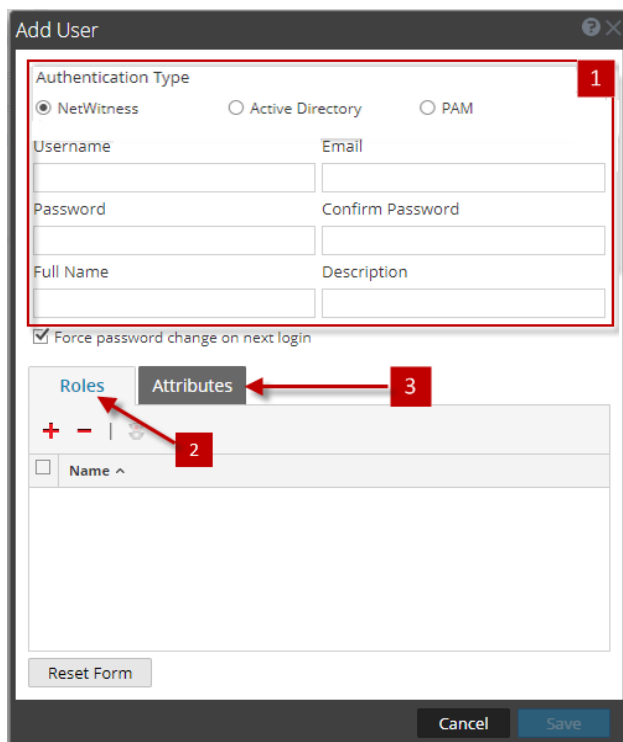 Add User
Authentication Type
1
NetWitness Active Directory PAM
Username Email
Password Confirm Password
Full Name Description
Force password change on next login
Roles Attributes 3
2
Name
Reset Form
Cancel Save